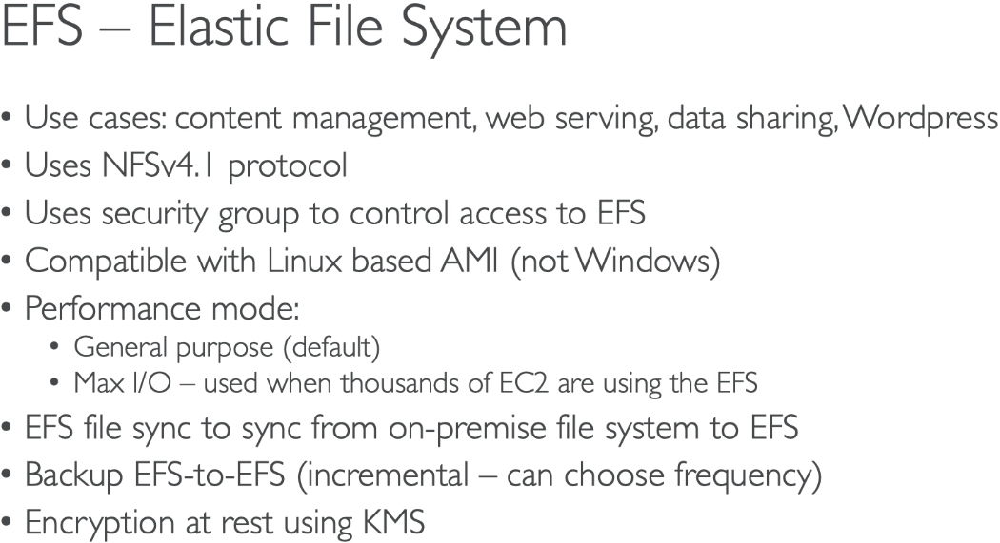 EFS – Elastic File System
• Use cases: content management, web serving, data sharing, Wordpress
• Uses NFSv4.1 protocol
• Uses security group to control access to EFS
• Compatible with Linux based AMI (not Windows)
• Performance mode:
• General purpose (default)
• Max I/O – used when thousands of EC2 are using the EFS
• EFS file sync to sync from on-premise file system to EFS
• Backup EFS-to-EFS (incremental – can choose frequency)
• Encryption at rest using KMS